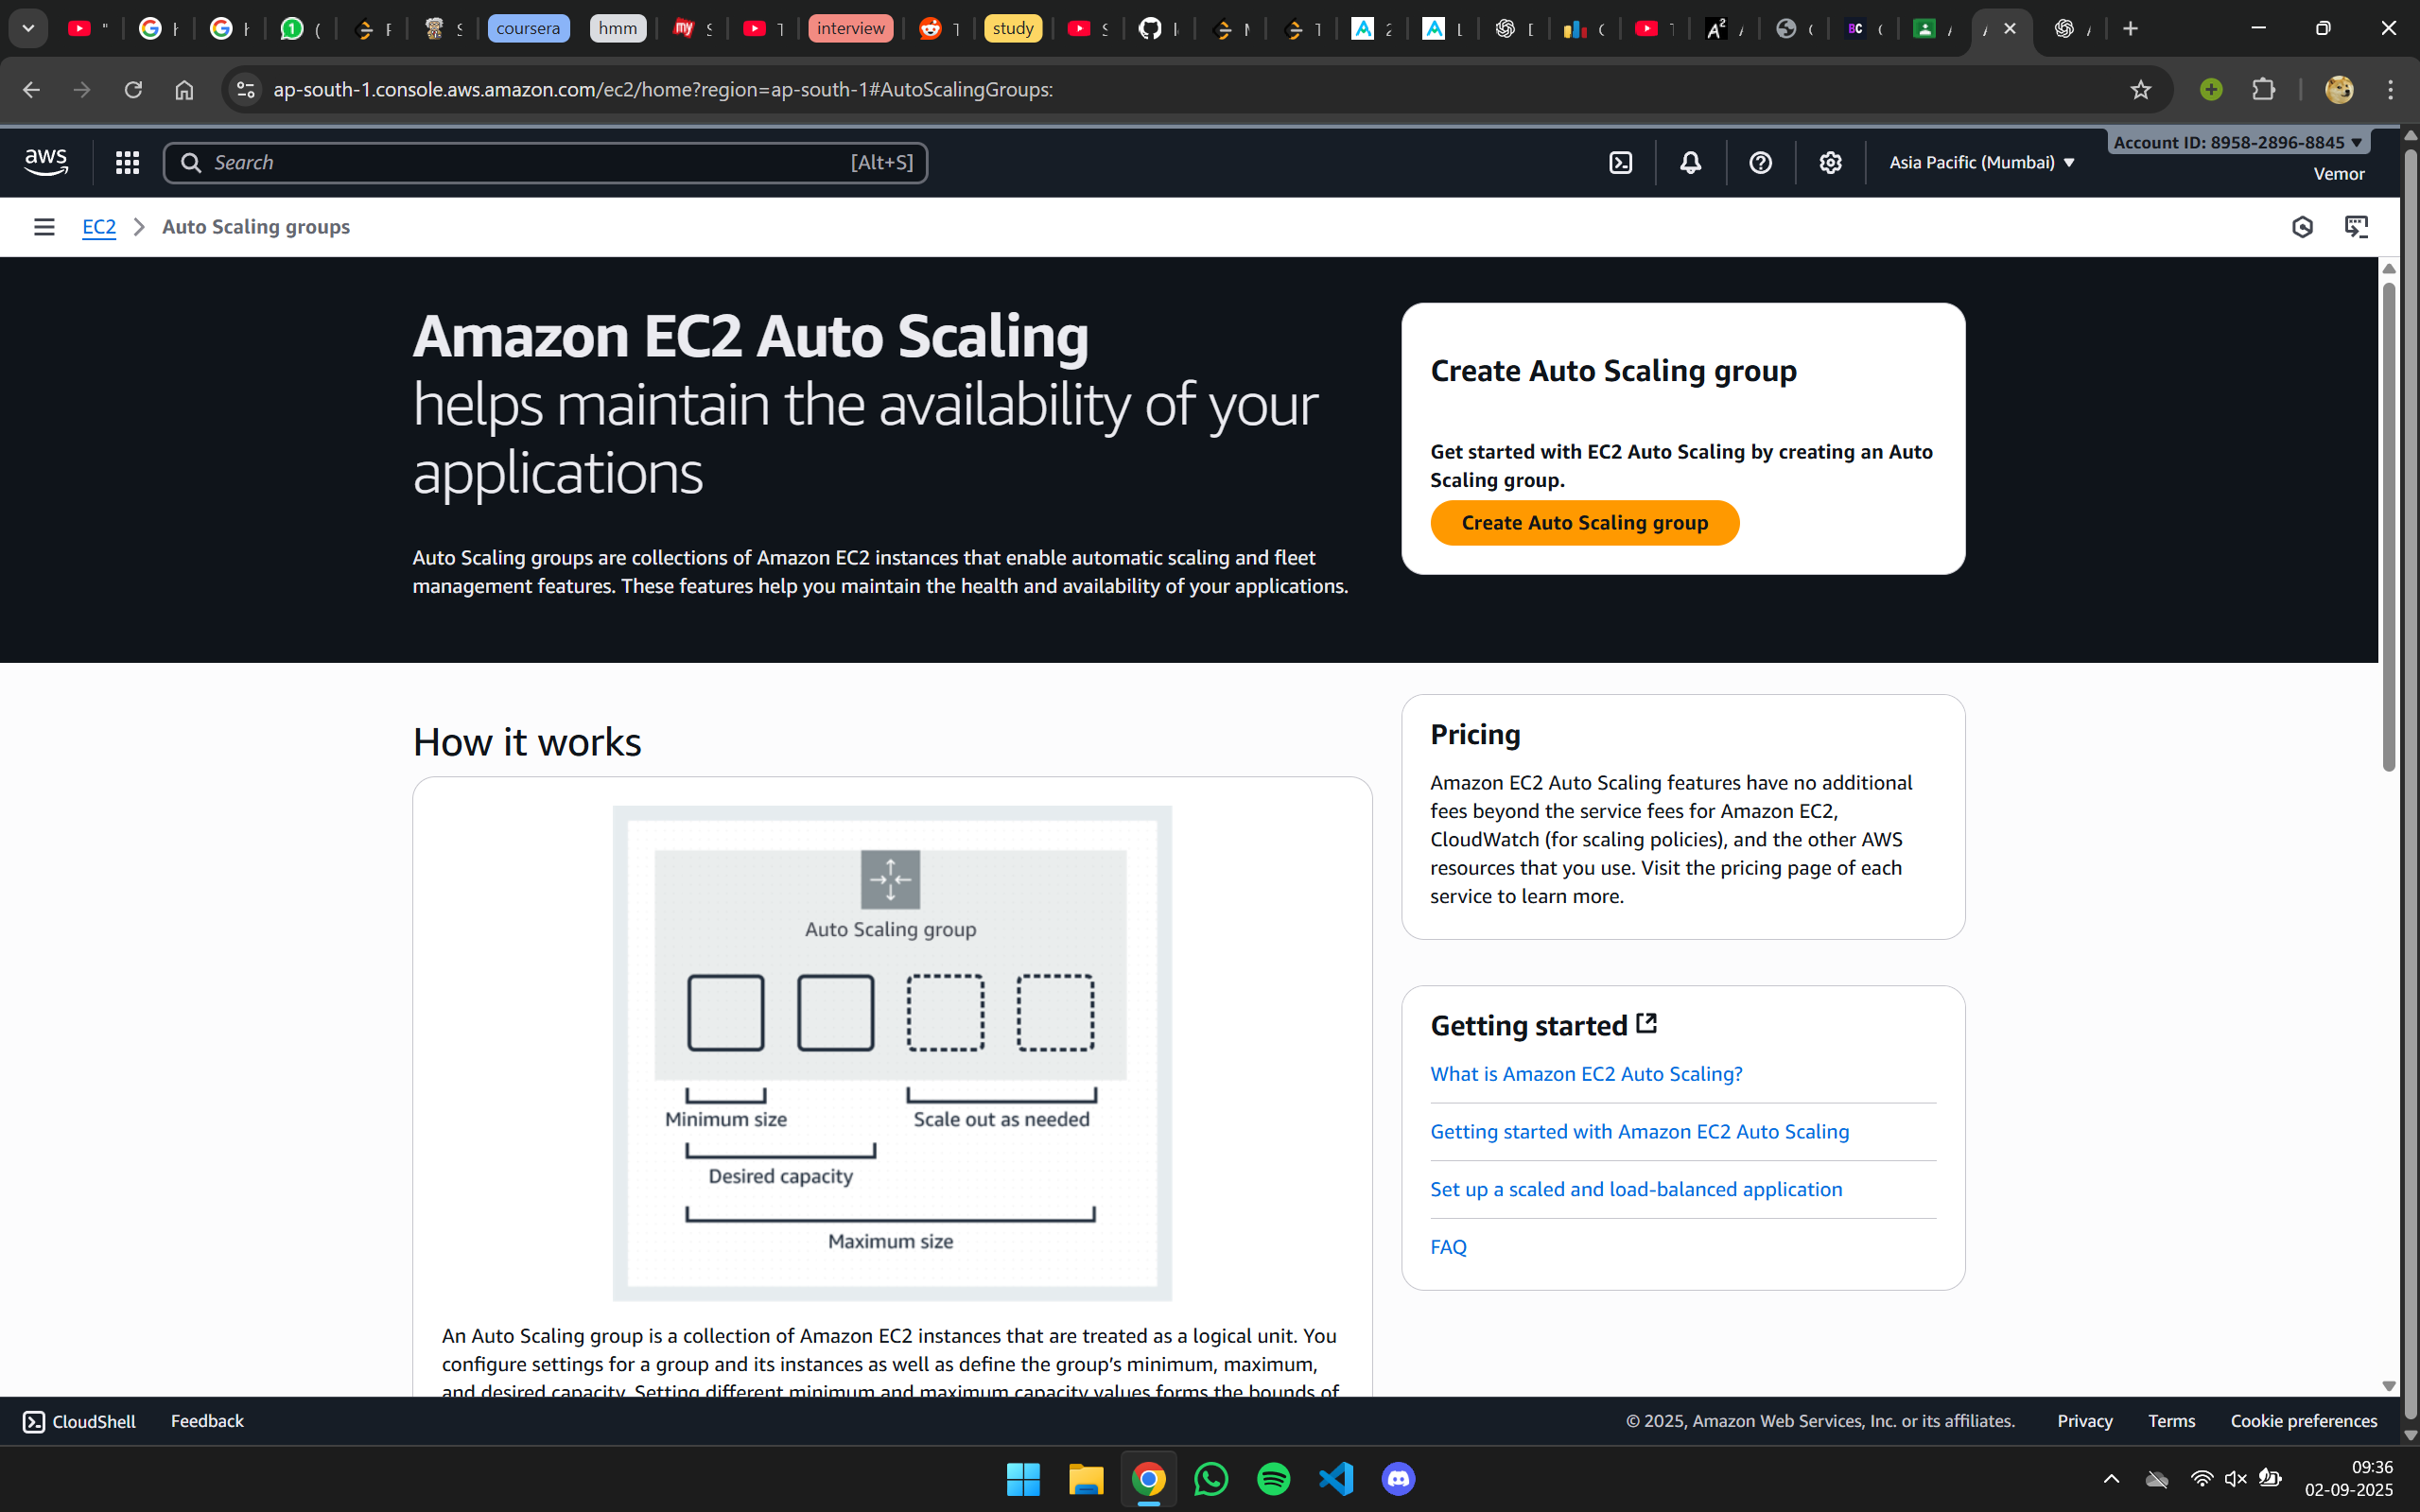 coursera
hmm
interview
study
ap-south-1.console.aws.amazon.com/ec2/home?region=ap-south-1#AutoScalingGroups:
aws
Search
[Alt+S]
Asia Pacific (Mumbai)
Account ID: 8958-2896-8845
Vemor
EC2
Auto Scaling groups
Amazon EC2 Auto Scaling
helps maintain the availability of your
applications
Auto Scaling groups are collections of Amazon EC2 instances that enable automatic scaling and fleet
management features. These features help you maintain the health and availability of your applications.
Create Auto Scaling group
Get started with EC2 Auto Scaling by creating an Auto
Scaling group.
Create Auto Scaling group
How it works
Auto Scaling group
Minimum size
Scale out as needed
Desired capacity
Maximum size
An Auto Scaling group is a collection of Amazon EC2 instances that are treated as a logical unit. You
configure settings for a group and its instances as well as define the group’s minimum, maximum,
and desired capacity. Setting different minimum and maximum capacity values forms the bounds of
Pricing
Amazon EC2 Auto Scaling features have no additional
fees beyond the service fees for Amazon EC2,
CloudWatch (for scaling policies), and the other AWS
resources that you use. Visit the pricing page of each
service to learn more.
Getting started
What is Amazon EC2 Auto Scaling?
Getting started with Amazon EC2 Auto Scaling
Set up a scaled and load-balanced application
FAQ
CloudShell
Feedback
© 2025, Amazon Web Services, Inc. or its affiliates.
Privacy
Terms
Cookie preferences
09:36
02-09-2025